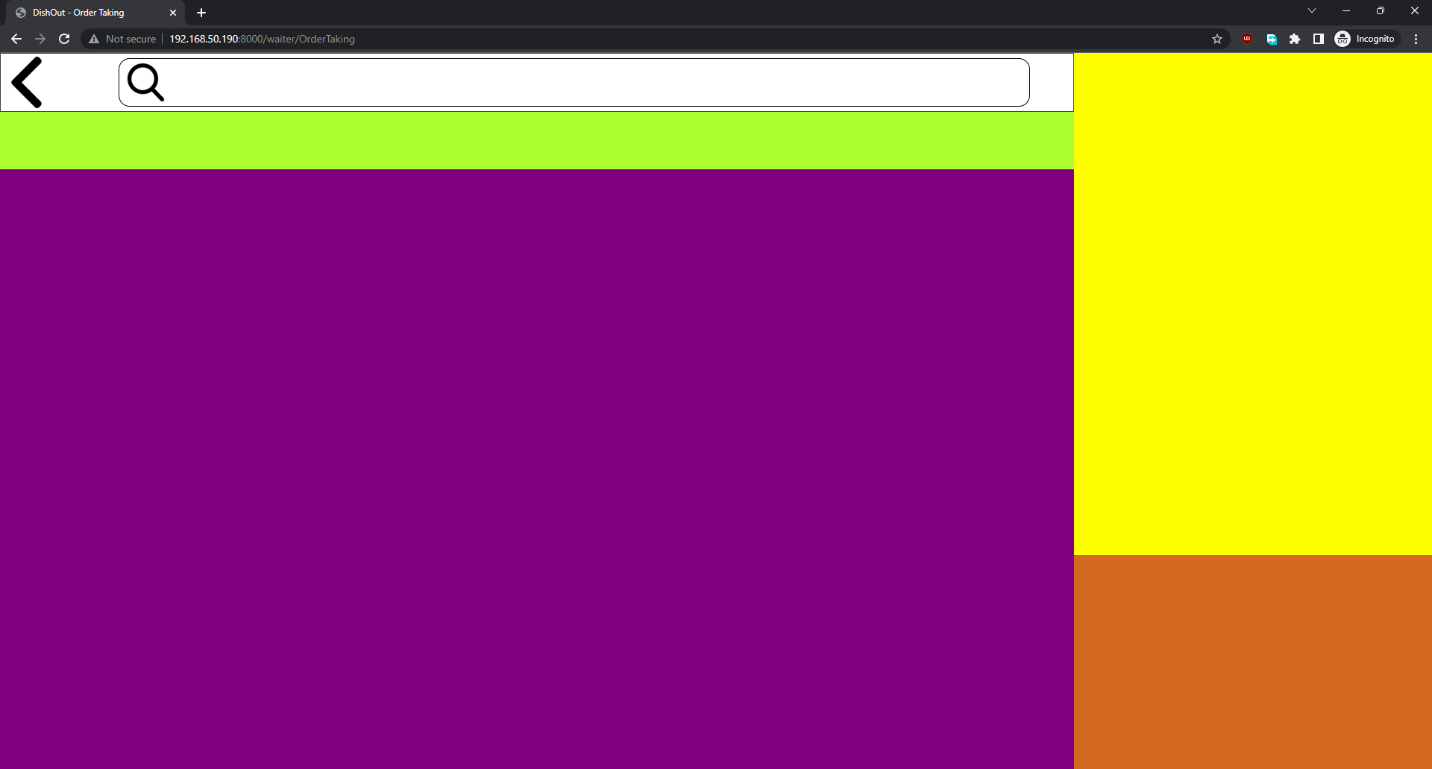 DishOut - Order Taking
Not secure 192.168.50.190:8000/waiter/OrderTaking
Incognito